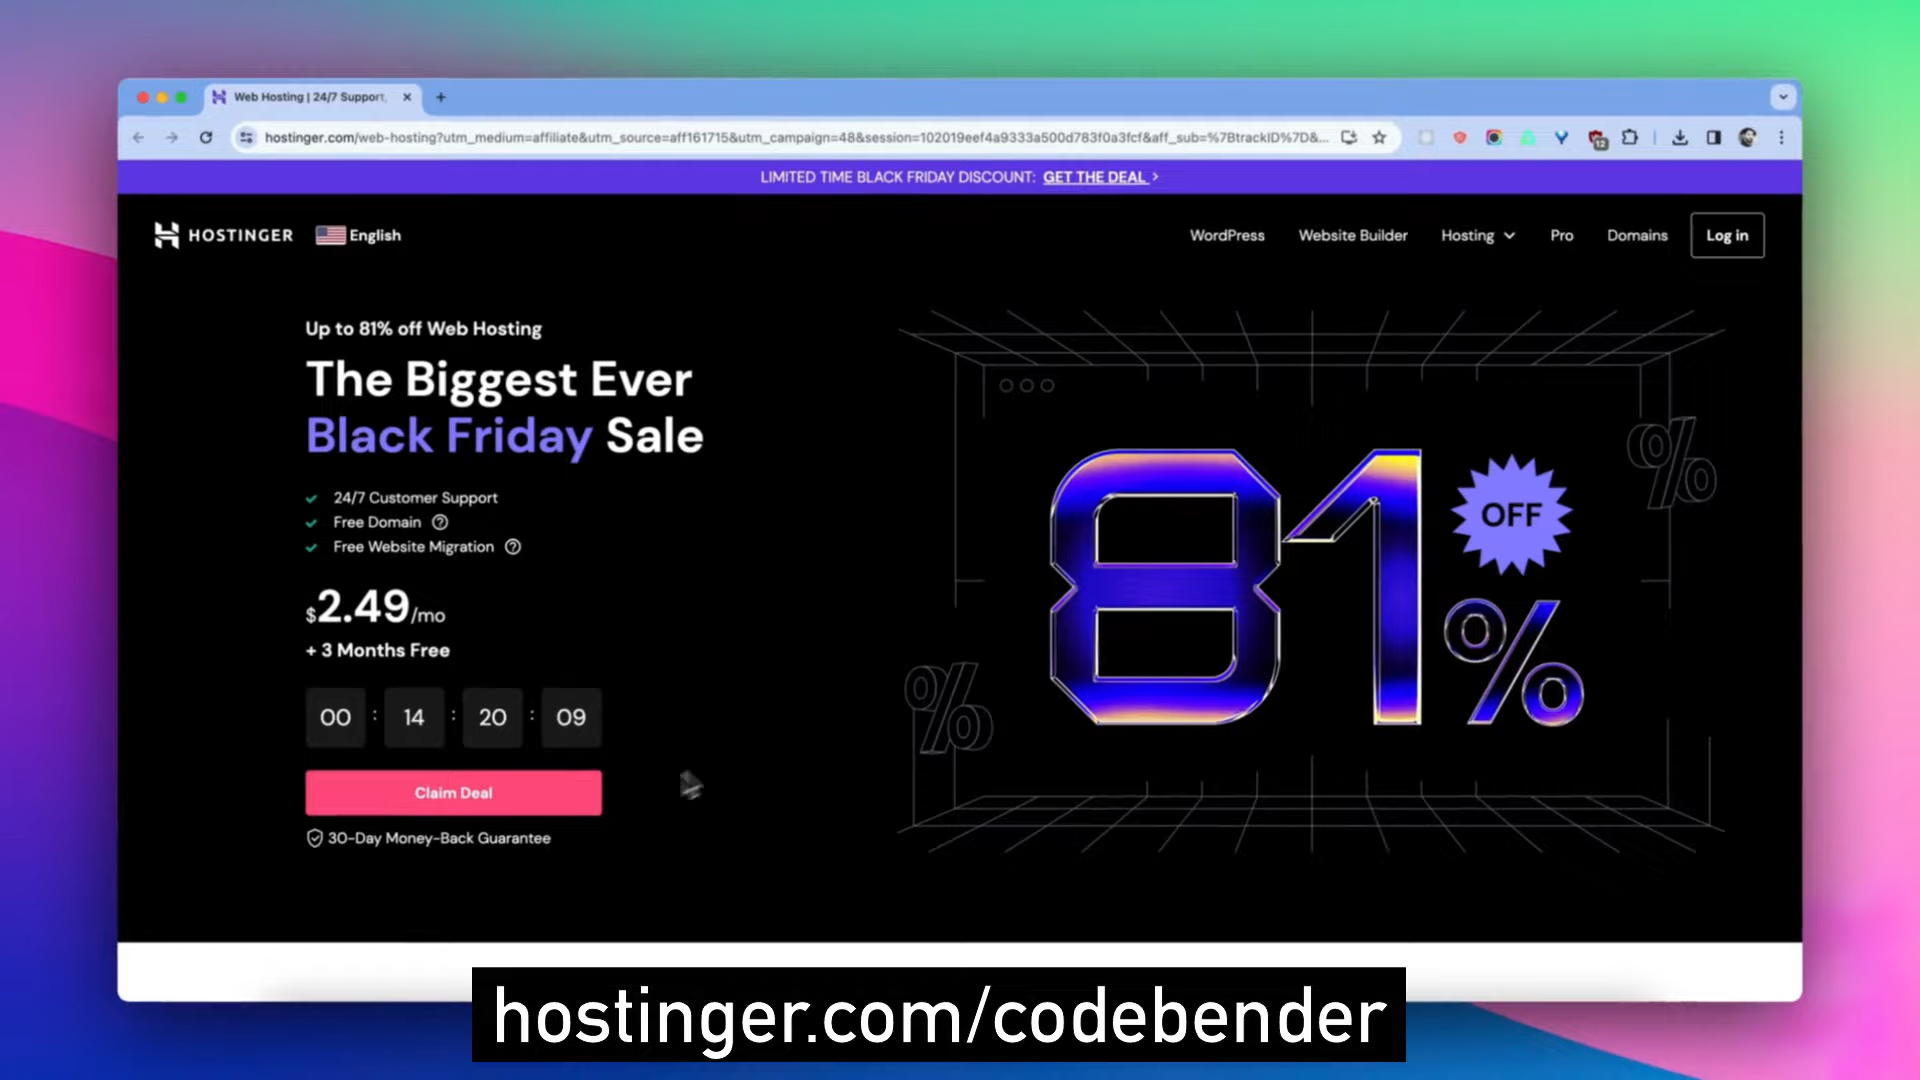 Web Hosting | 24/7 Support,
hostinger.com/web-hosting?utm_medium=affiliate&utm_source=aff161715&utm_campaign=48&session=102019eef4a9333a500d783f0a3fcf&aff_sub=%7BtrackID%7D&...
12
LIMITED TIME BLACK FRIDAY DISCOUNT: GET THE DEAL >
HOSTINGER English WordPress Website Builder Hosting Pro Domains Log in
Up to 81% off Web Hosting
The Biggest Ever
Black Friday Sale
24/7 Customer Support
Free Domain ?
Free Website Migration ?
$2.49/mo
+ 3 Months Free
00 : 14 : 20 : 09
Claim Deal
30-Day Money-Back Guarantee
81%
OFF
%
%
hostinger.com/codebender